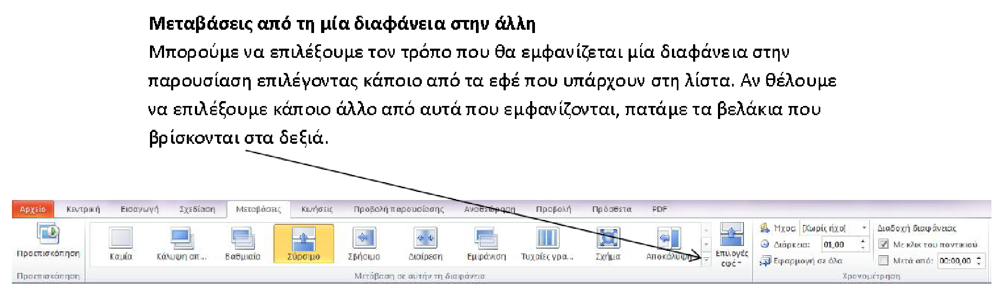 Μεταβάσεις από τη μία διαφάνεια στην άλλη
Μπορούμε να επιλέξουμε τον τρόπο που θα εμφανίζεται μία διαφάνεια στην
παρουσίαση επιλέγοντας κάποιο από τα εφέ που υπάρχουν στη λίστα. Αν θέλουμε
να επιλέξουμε κάποιο άλλο από αυτά που εμφανίζονται, πατάμε τα βελάκια που
βρίσκονται στα δεξιά.
Αρχείο Κεντρική Εισαγωγή Σχεδίαση Μεταβάσεις Κινήσεις Προβολή παρουσίασης Αναθεώρηση Προβολή Πρόσθετα PDF
Προεπισκόπηση
Καμία Κάλυψη απ... Βαθμιαία Σύρσιμο Σβήσιμο Διαίρεση Εμφάνιση Τυχαίες γρα... Σχήμα Αποκάλυψη
Επιλογές
εφέ
Ήχος: [Χωρίς ήχο]
Διάρκεια: 01,00
Εφαρμογή σε όλα
Διαδοχή διαφάνειας
Με κλικ του ποντικιού
Μετά από: 00:00,00
Προεπισκόπηση
Μετάβαση σε αυτήν τη διαφάνεια
Χρονομέτρηση